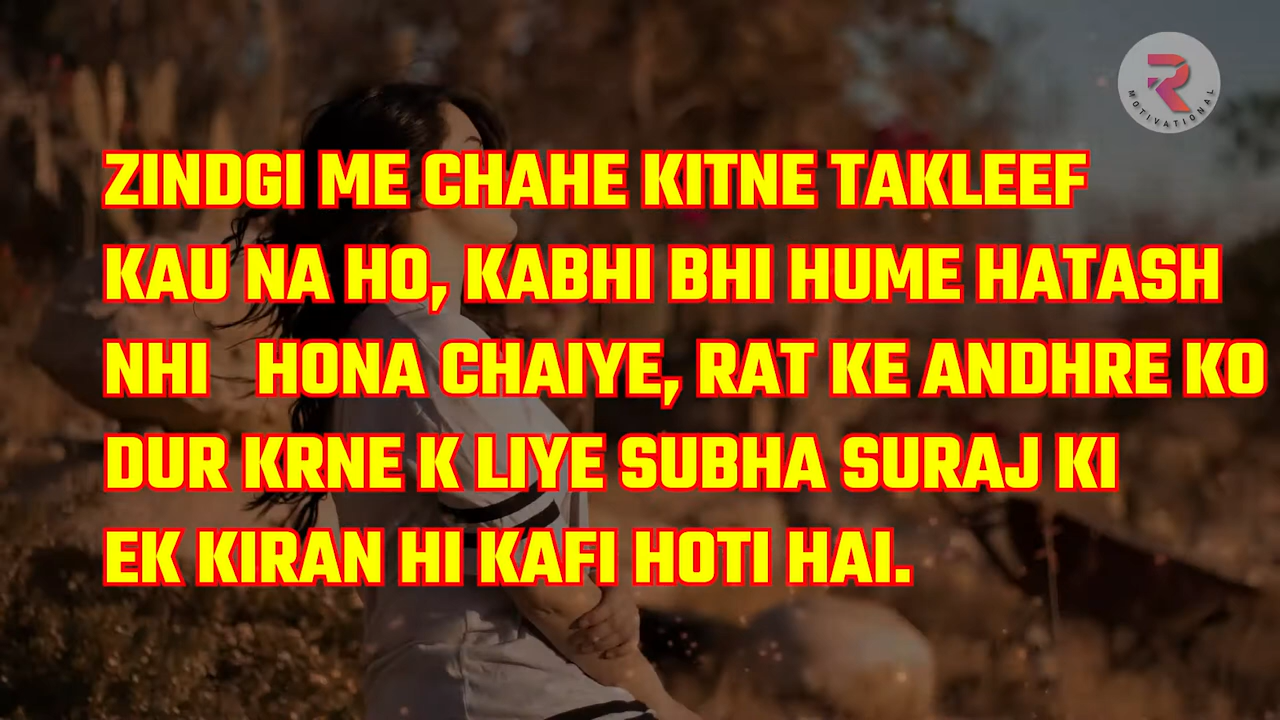 MOTIVATIONAL
ZINDGI ME CHAHE KITNE TAKLEEF
KAU NA HO, KABHI BHI HUME HATASH
NHI HONA CHAIYE, RAT KE ANDHRE KO
DUR KRNE K LIYE SUBHA SURAJ KI
EK KIRAN HI KAFI HOTI HAI.